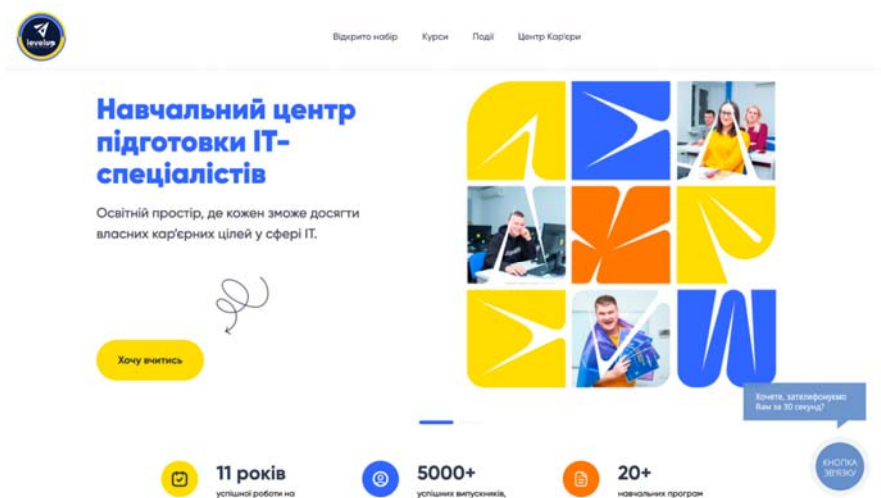 levelup
Відкрито набір
Курси
Події
Центр Кар'єри
Навчальний центр
підготовки ІТ-
спеціалістів
Освітній простір, де кожен зможе досягти
власних кар'єрних цілей у сфері ІТ.
Хочу вчитись
Хочете, зателефонуємо
Вам за 30 секунд?
КНОПКА
ЗВ'ЯЗКУ
11 років
успішної роботи на
5000+
успішних випускників,
20+
навчальних програм